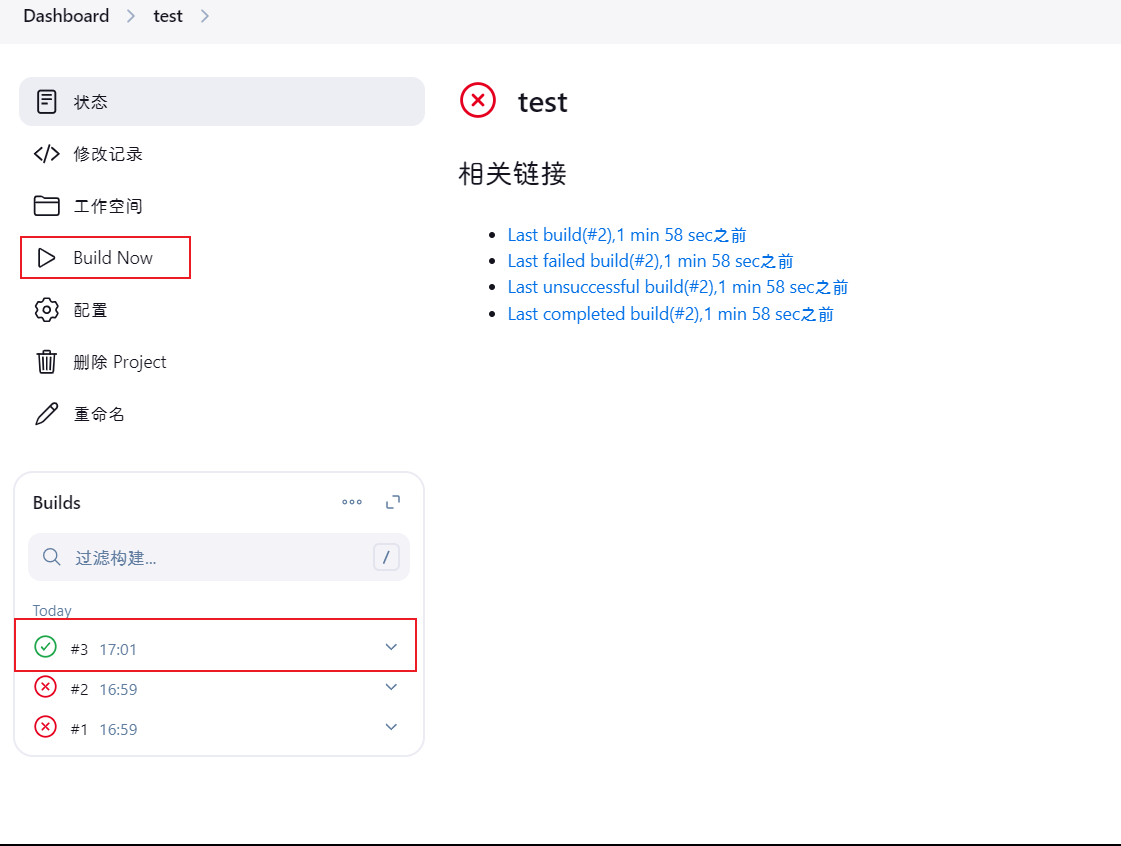 Dashboard > test >
状态
修改记录
工作空间
Build Now
配置
删除 Project
重命名
test
相关链接
Last build(#2),1 min 58 sec之前
Last failed build(#2),1 min 58 sec之前
Last unsuccessful build(#2),1 min 58 sec之前
Last completed build(#2),1 min 58 sec之前
Builds
过滤构建... /
Today
#3 17:01
#2 16:59
#1 16:59